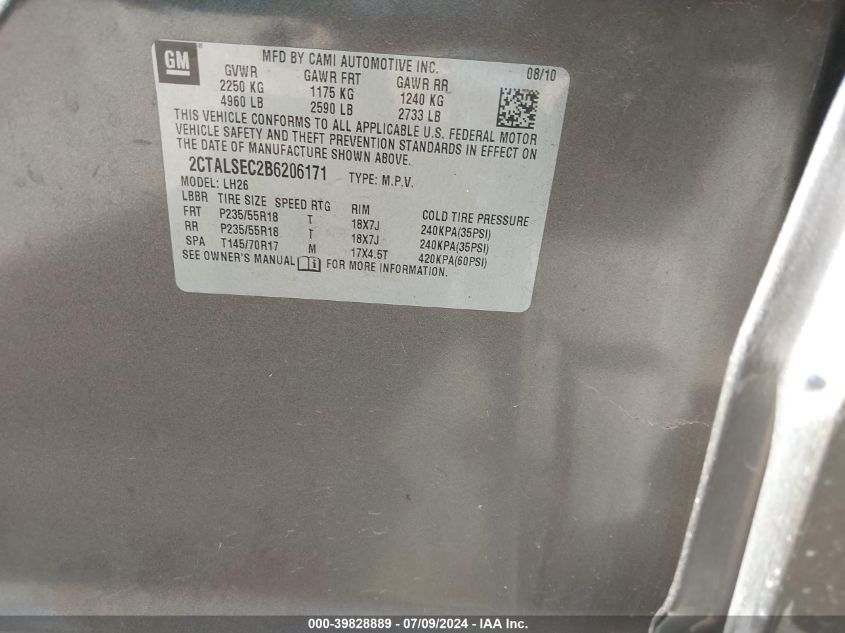 GM
MFD BY CAMI AUTOMOTIVE INC. 08/10
GVWR GAWR FRT GAWR RR
2250 KG 1175 KG 1240 KG
4960 LB 2590 LB 2733 LB
THIS VEHICLE CONFORMS TO ALL APPLICABLE U.S. FEDERAL MOTOR
VEHICLE SAFETY AND THEFT PREVENTION STANDARDS IN EFFECT ON
THE DATE OF MANUFACTURE SHOWN ABOVE.
2CTALSEC2B6206171 TYPE: M.P.V.
MODEL: LH26
LBBR TIRE SIZE SPEED RTG RIM COLD TIRE PRESSURE
FRT P235/55R18 T 18X7J 240KPA(35PSI)
RR P235/55R18 T 18X7J 240KPA(35PSI)
SPA T145/70R17 M 17X4.5T 420KPA(60PSI)
SEE OWNER'S MANUAL FOR MORE INFORMATION.
000-39828889 - 07/09/2024 - IAA Inc.